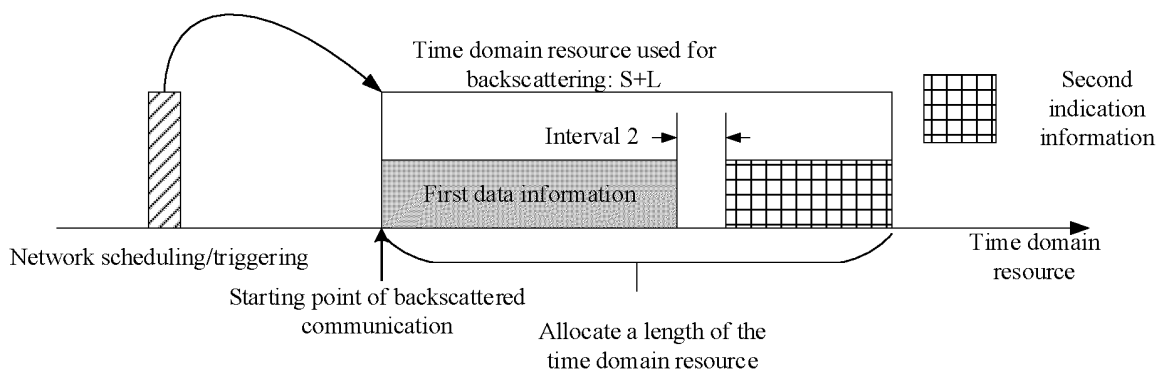 Time domain resource used for
backscattering: S+L
Second
indication
information
Interval 2
First data information
Network scheduling/triggering
Time domain
resource
Starting point of backscattered
communication
Allocate a length of the
time domain resource